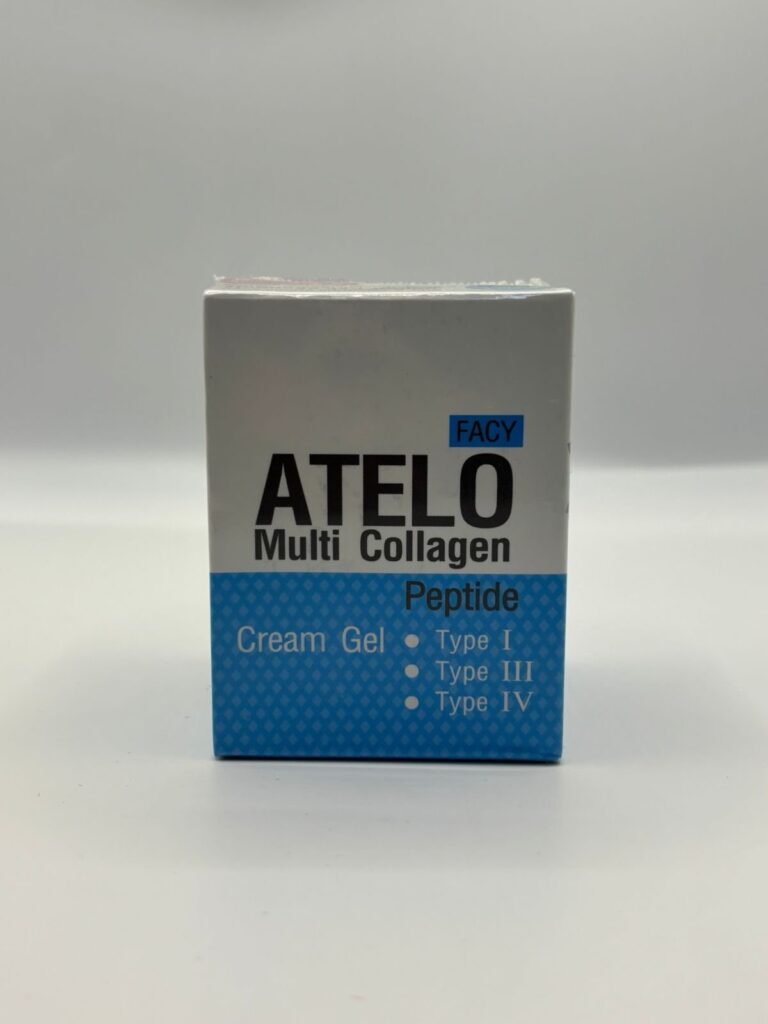 FACY
ATELO
Multi Collagen
Peptide
Cream Gel • Type I
• Type III
• Type IV